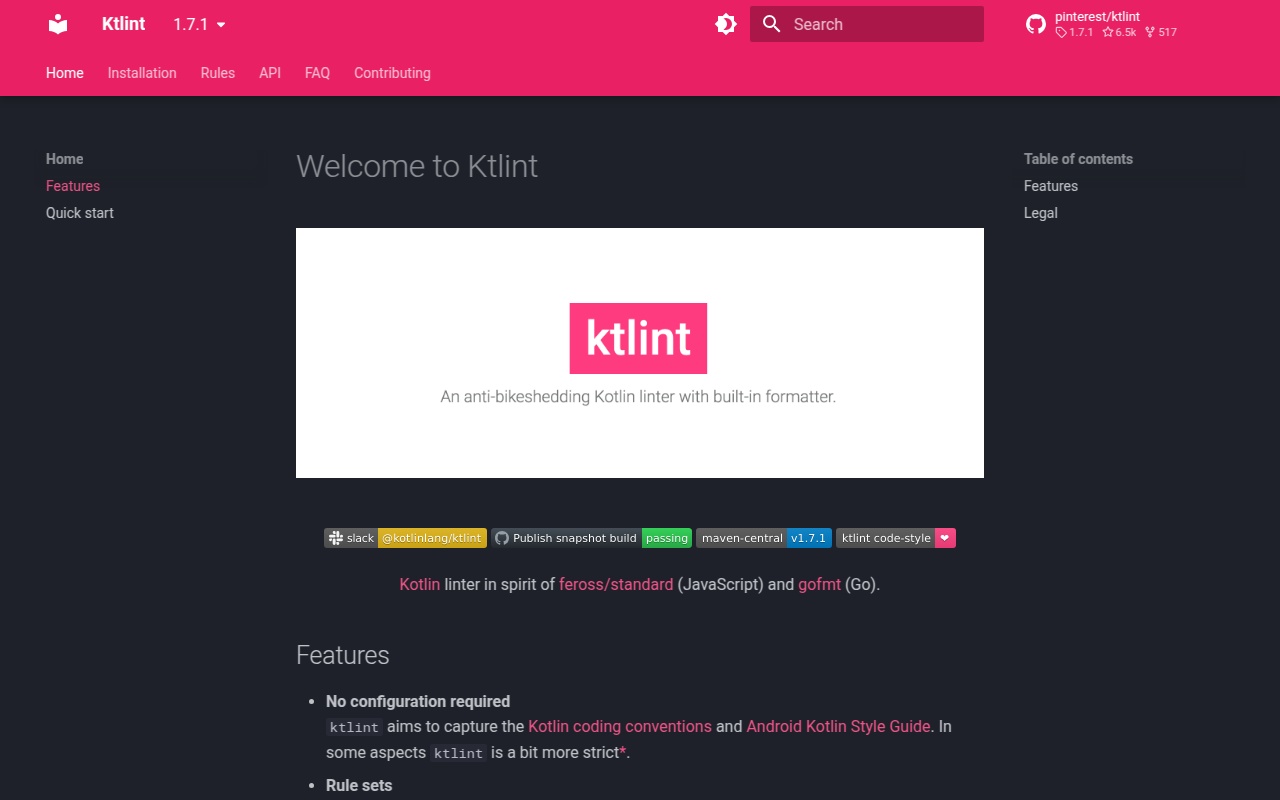 Ktlint
1.7.1
Search
pinterest/ktlint
1.7.1 6.5k 517
Home Installation Rules API FAQ Contributing
Home
Features
Quick start
Welcome to Ktlint
ktlint
An anti-bikeshedding Kotlin linter with built-in formatter.
slack @kotlinlang/ktlint Publish snapshot build passing maven-central v1.7.1 ktlint code-style ❤
Kotlin linter in spirit of feross/standard (JavaScript) and gofmt (Go).
Features
• No configuration required
ktlint aims to capture the Kotlin coding conventions and Android Kotlin Style Guide. In
some aspects ktlint is a bit more strict*.
• Rule sets
Table of contents
Features
Legal